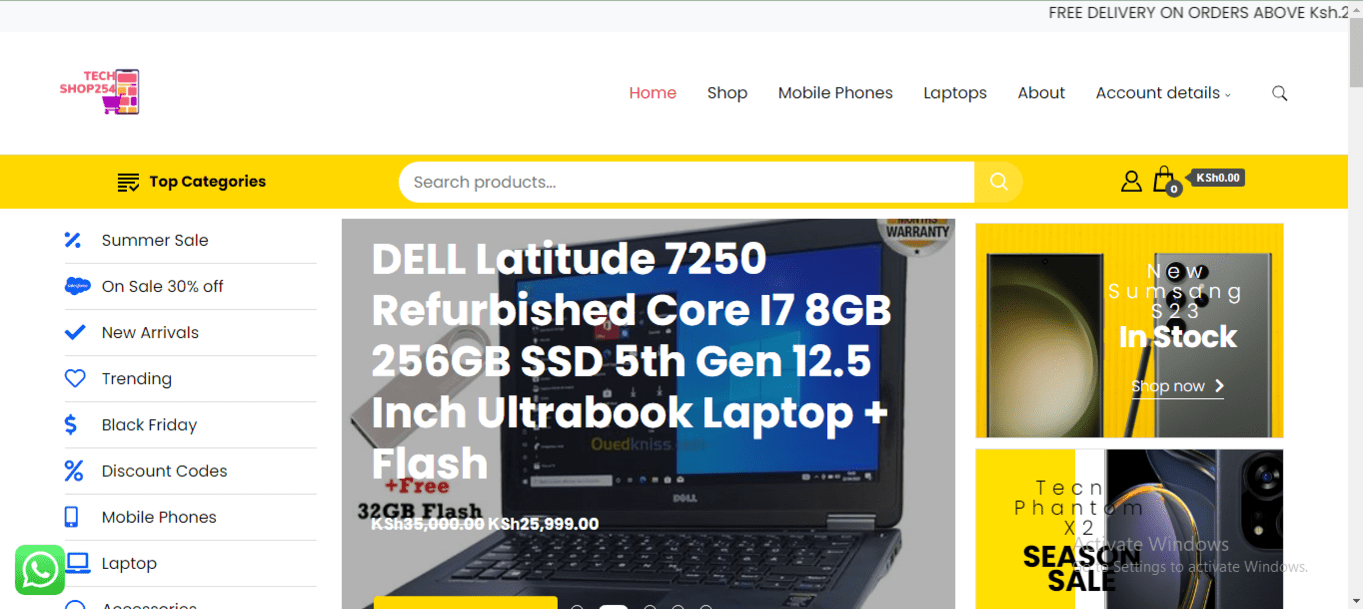 FREE DELIVERY ON ORDERS ABOVE Ksh.2
TECH
SHOP254
Home
Shop
Mobile Phones
Laptops
About
Account details
Top Categories
Search products...
0
KSh0.00
Summer Sale
On Sale 30% off
New Arrivals
Trending
Black Friday
Discount Codes
Mobile Phones
Laptop
Accessories
MONTHS
WARRANTY
DELL Latitude 7250
Refurbished Core I7 8GB
256GB SSD 5th Gen 12.5
Inch Ultrabook Laptop +
Flash
Ouedkniss
DELL
+Free
32GB Flash
KSh35,000.00 KSh25,999.00
New
Sumsang
S23
In Stock
Shop now
Tecn
Phantom
X2
SEASON
SALE
Activate Windows
Go to Settings to activate Windows.